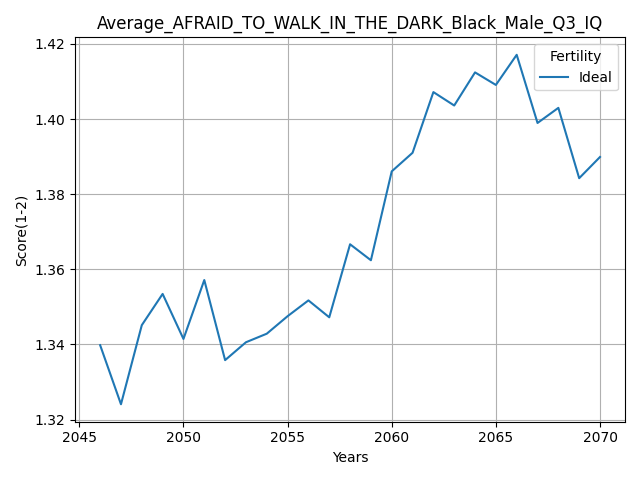 Average_AFRAID_TO_WALK_IN_THE_DARK_Black_Male_Q3_IQ
Fertility
Ideal
1.42
1.40
1.38
1.36
1.34
1.32
Score(1-2)
2045 2050 2055 2060 2065 2070
Years